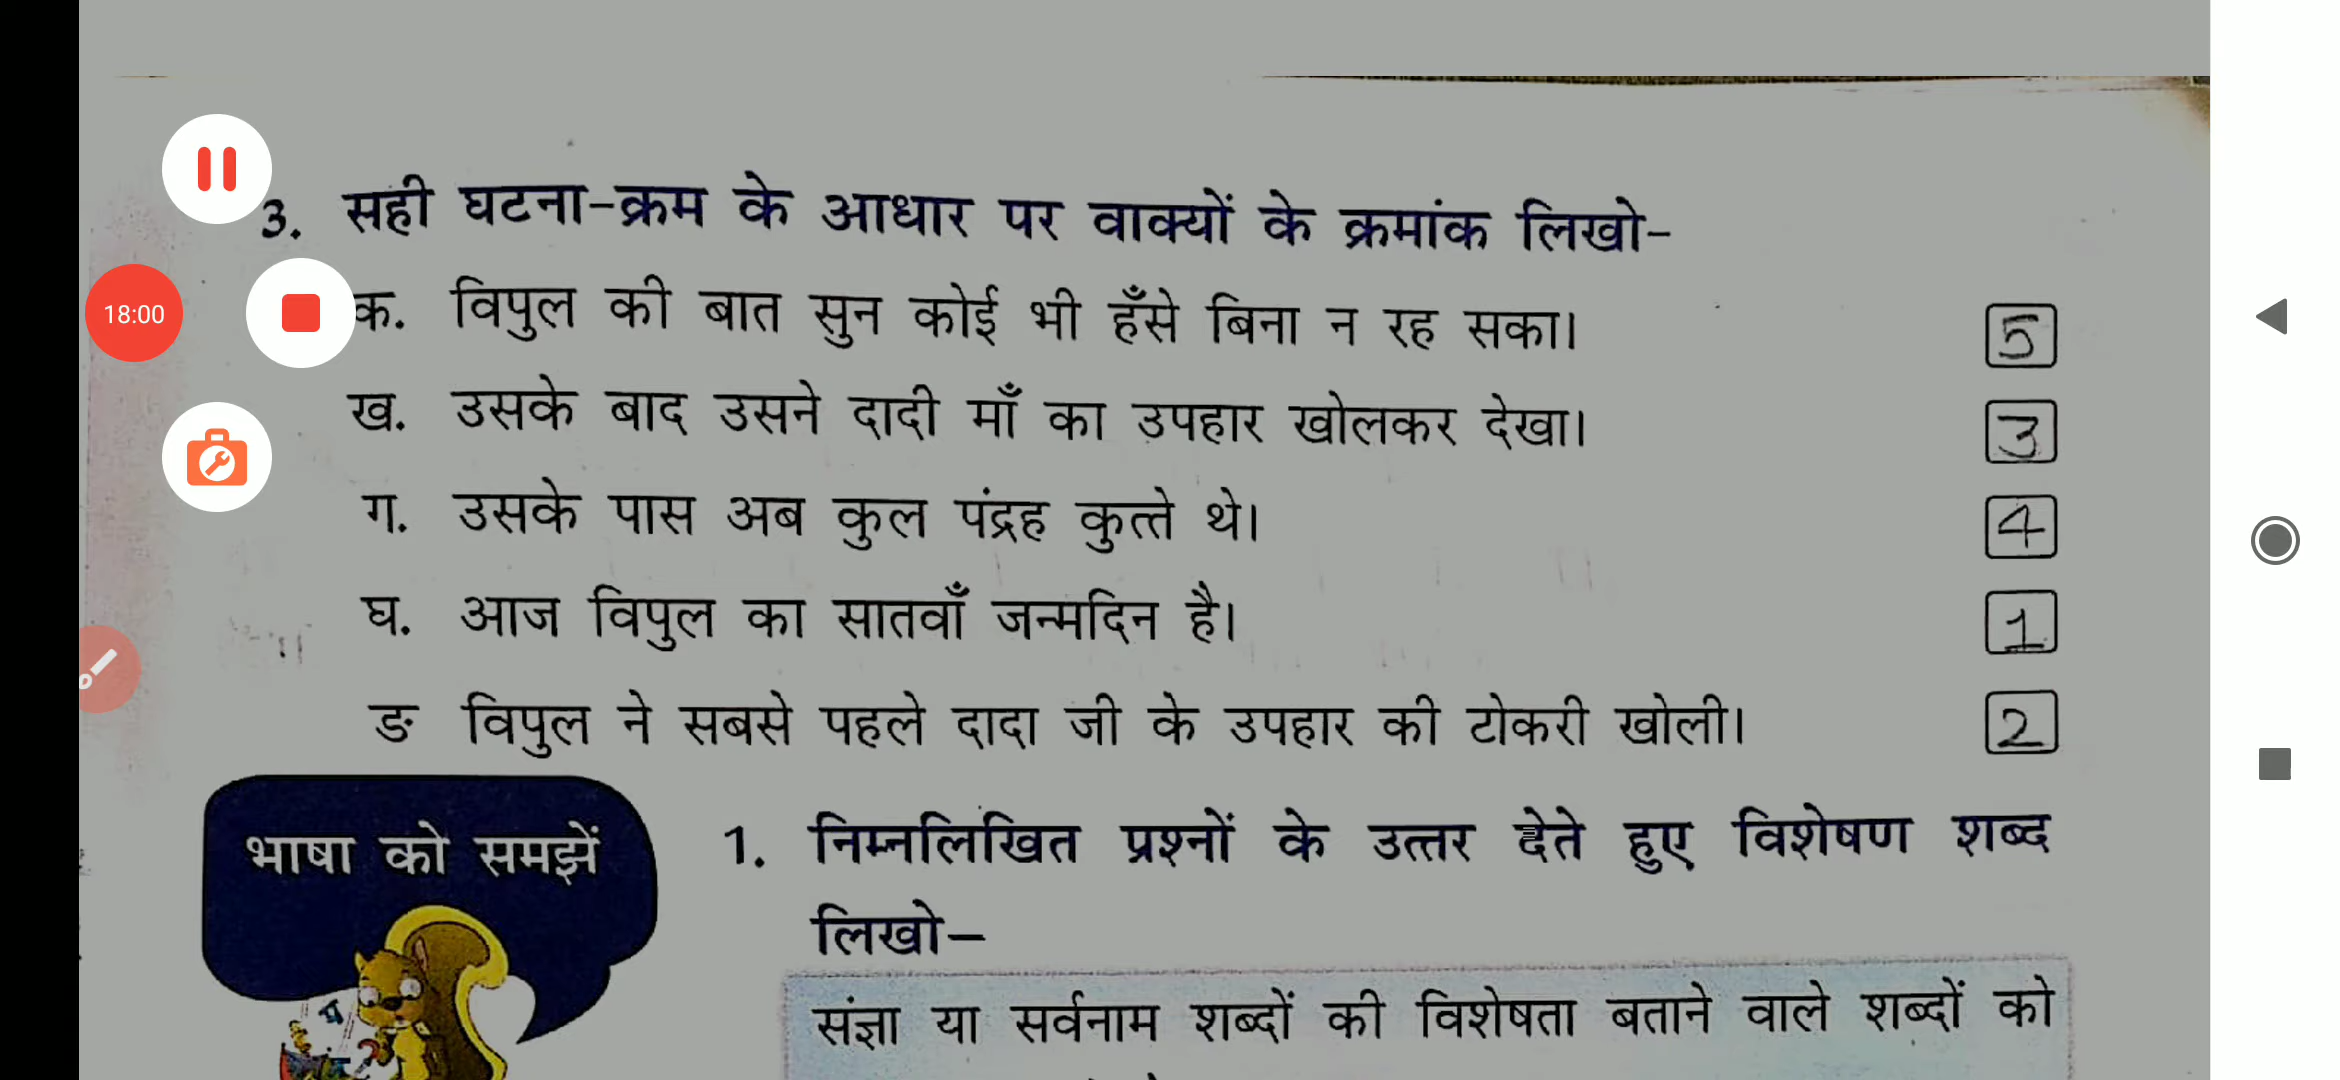 3. सही घटना-क्रम के आधार पर वाक्यों के क्रमांक लिखो-
18:00
क. विपुल की बात सुन कोई भी हँसे बिना न रह सका। 5
ख. उसके बाद उसने दादी माँ का उपहार खोलकर देखा। 3
ग. उसके पास अब कुल पंद्रह कुत्ते थे। 4
घ. आज विपुल का सातवाँ जन्मदिन है। 1
ङ विपुल ने सबसे पहले दादा जी के उपहार की टोकरी खोली। 2
भाषा को समझें
1. निम्नलिखित प्रश्नों के उत्तर देते हुए विशेषण शब्द
लिखो–
संज्ञा या सर्वनाम शब्दों की विशेषता बताने वाले शब्दों को